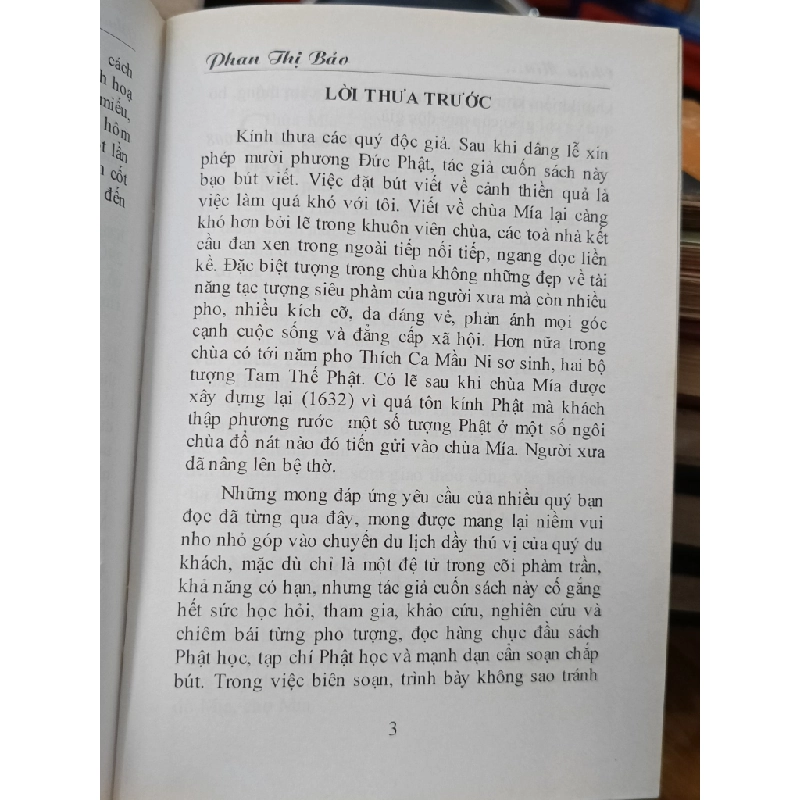 cách
hoạ
miếu,
hôm
lần
cốt
đến
Phan Thị Bảo
LỜI THƯA TRƯỚC
Kính thưa các quý độc giả. Sau khi dâng lễ xin
phép mười phương Đức Phật, tác giả cuốn sách này
bạo bút viết. Việc đặt bút viết về cảnh thiền quả là
việc làm quá khó với tôi. Viết về chùa Mía lại càng
khó hơn bởi lẽ trong khuôn viên chùa, các toà nhà kết
cấu đan xen trong ngoài tiếp nối tiếp, ngang dọc liền
kề. Đặc biệt tượng trong chùa không những đẹp về tài
năng tạc tượng siêu phàm của người xưa mà còn nhiều
pho, nhiều kích cỡ, đa dáng vẻ, phản ánh mọi góc
cạnh cuộc sống và đẳng cấp xã hội. Hơn nữa trong
chùa có tới năm pho Thích Ca Mầu Ni sơ sinh, hai bộ
tượng Tam Thế Phật. Có lẽ sau khi chùa Mía được
xây dựng lại (1632) vì quá tôn kính Phật mà khách
thập phương rước một số tượng Phật ở một số ngôi
chùa đổ nát nào đó tiến gửi vào chùa Mía. Người xưa
đã nâng lên bệ thờ.
Những mong đáp ứng yêu cầu của nhiều quý bạn
đọc đã từng qua đây, mong được mang lại niềm vui
nho nhỏ góp vào chuyến du lịch đầy thú vị của quý du
khách, mặc dù chỉ là một đệ tử trong cõi phàm trần,
khả năng có hạn, nhưng tác giả cuốn sách này cố gắng
hết sức học hỏi, tham gia, khảo cứu, nghiên cứu và
chiêm bái từng pho tượng, đọc hàng chục đầu sách
Phật học, tạp chí Phật học và mạnh dạn cẩn soạn chấp
bút. Trong việc biên soạn, trình bày không sao tránh
3